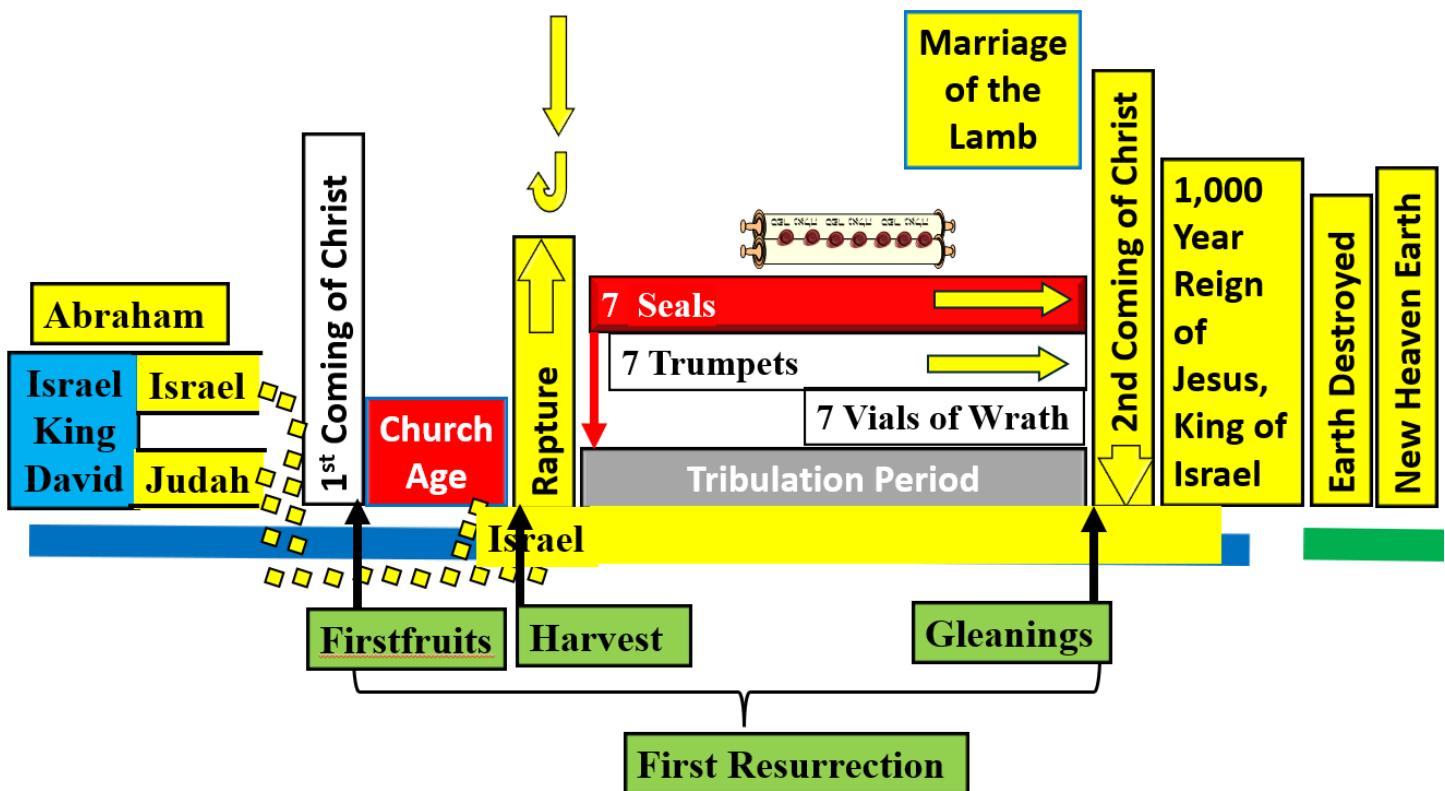 Marriage
of the
Lamb
1st Coming of Christ
2nd Coming of Christ
1,000
Year
Reign
of
Jesus,
King of
Israel
Earth Destroyed
New Heaven Earth
Abraham
Israel
King
David
Israel
Judah
Church
Age
Rapture
7 Seals
7 Trumpets
7 Vials of Wrath
Tribulation Period
Israel
Firstfruits
Harvest
Gleanings
First Resurrection